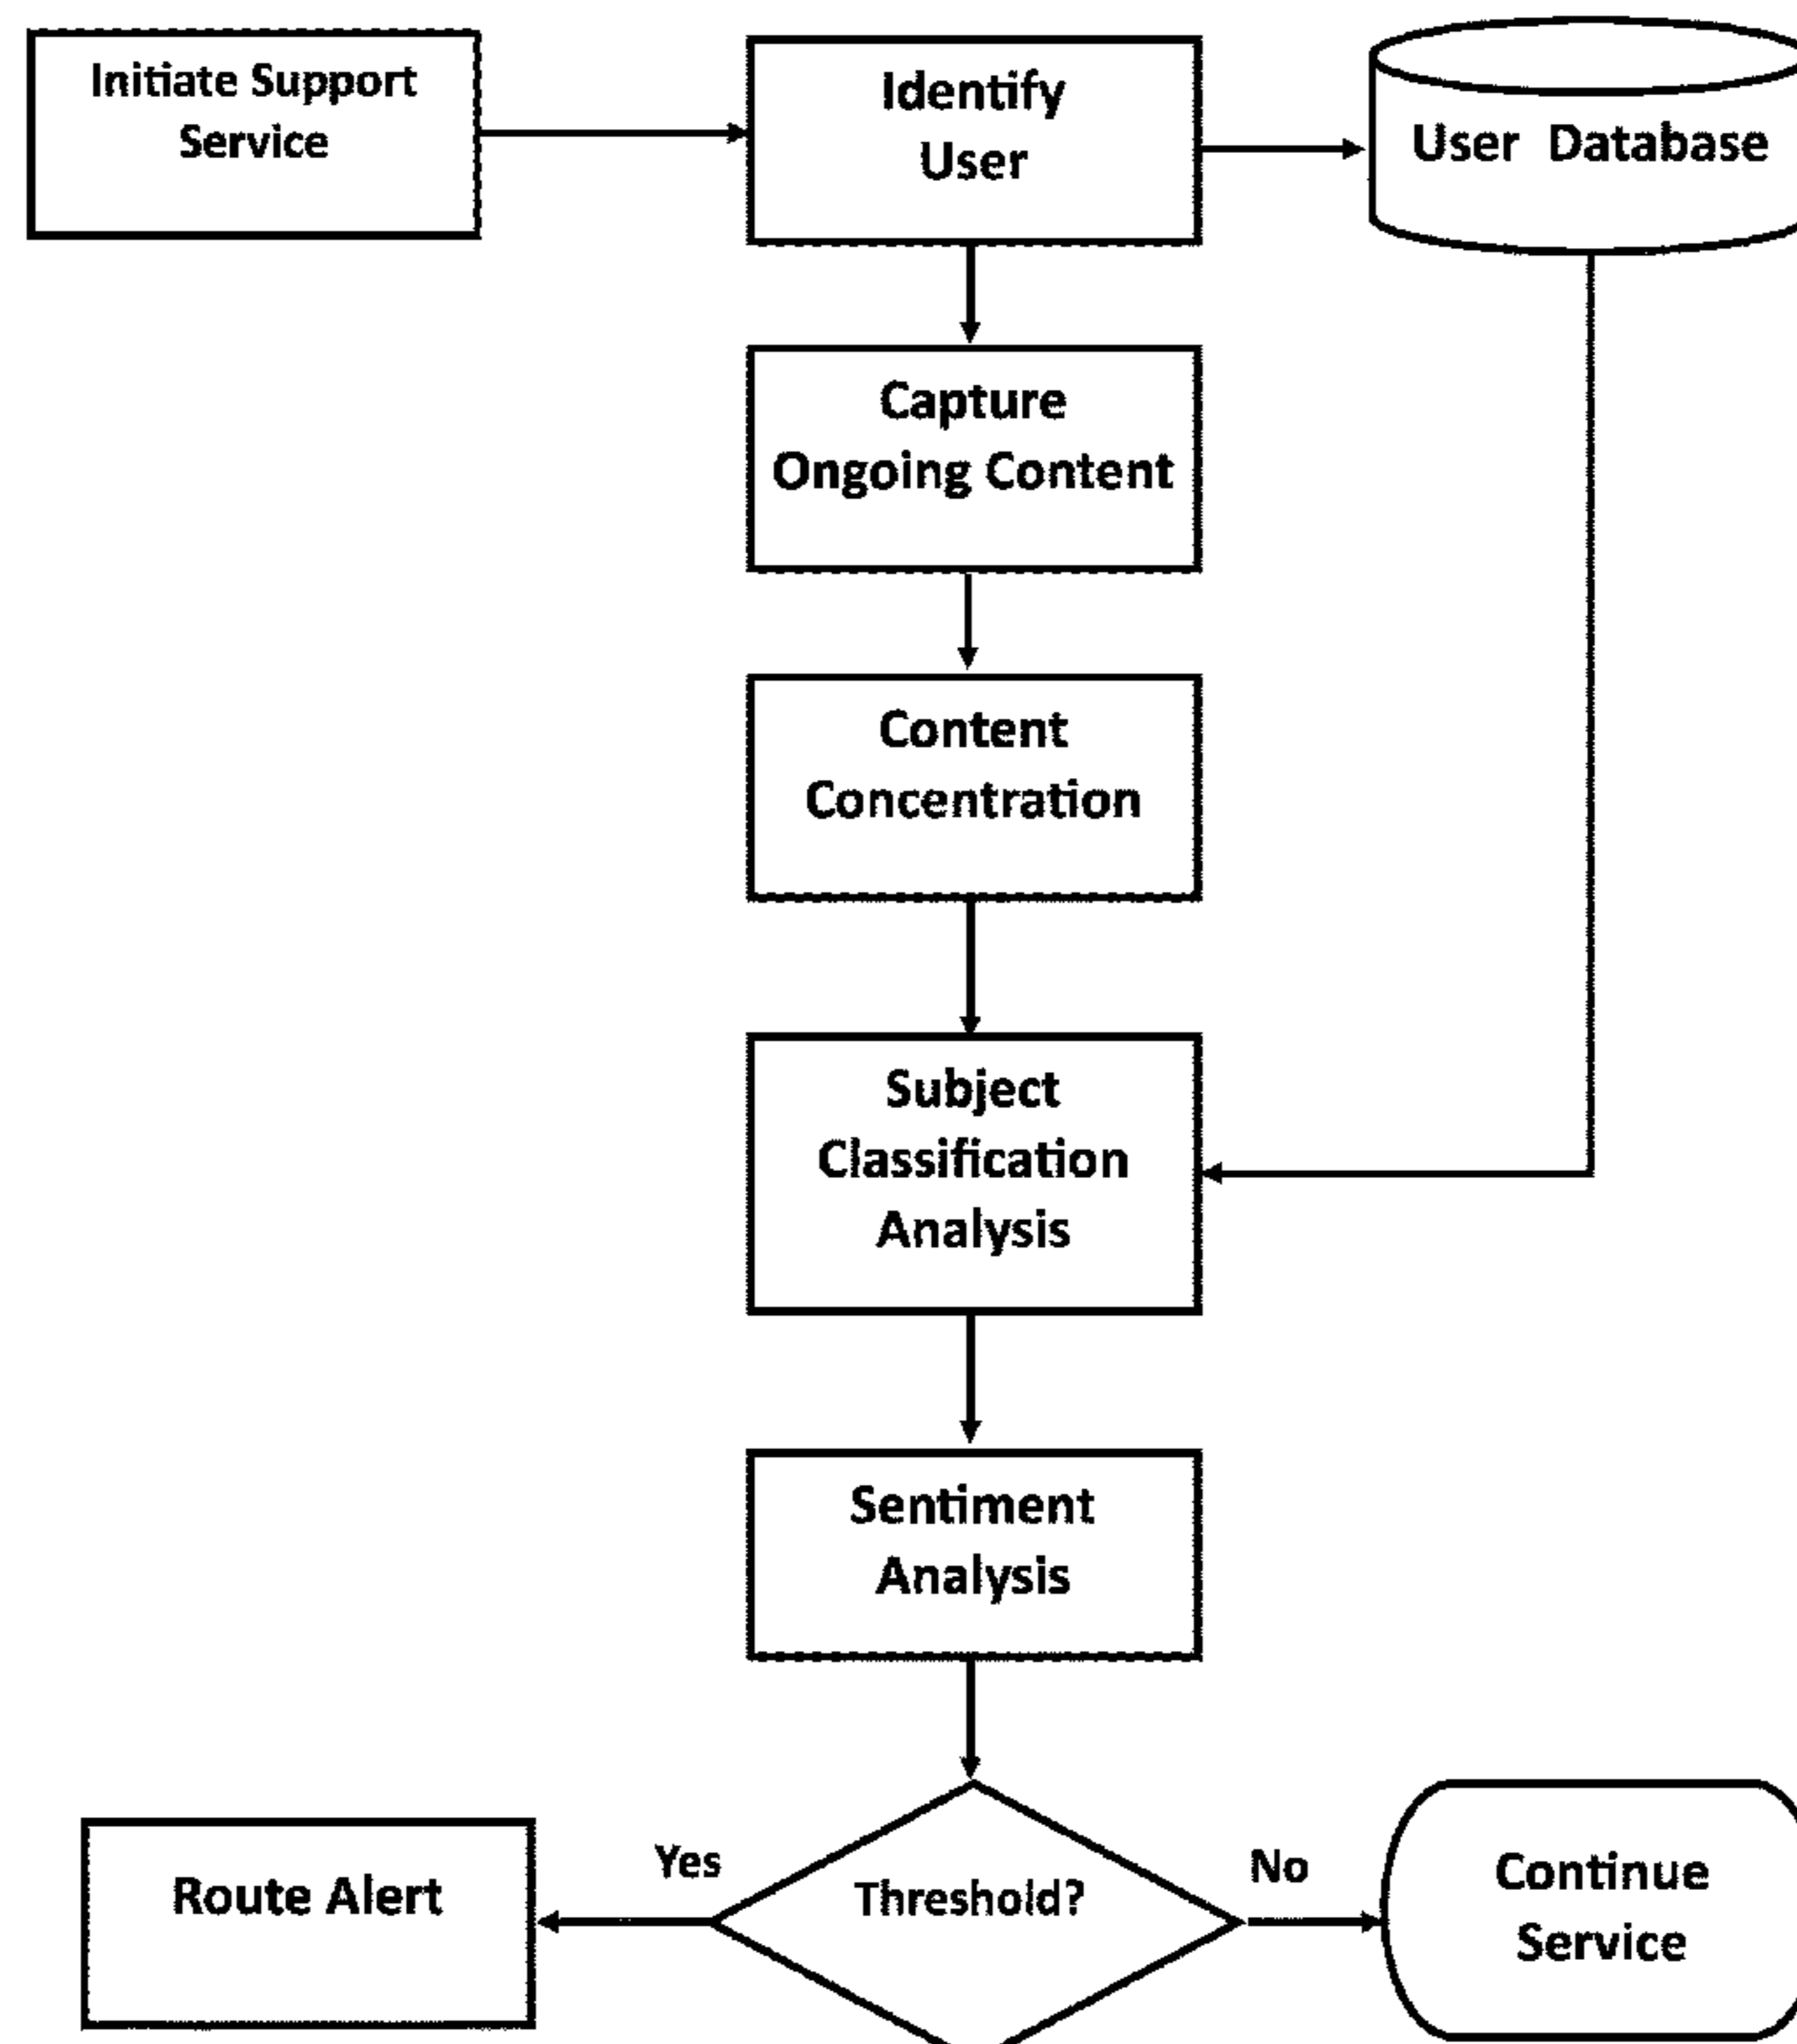 Initiate Support
Service
Identify
User
User Database
Capture
Ongoing Content
Content
Concentration
Subject
Classification
Analysis
Sentiment
Analysis
Route Alert
Yes
Threshold?
No
Continue
Service